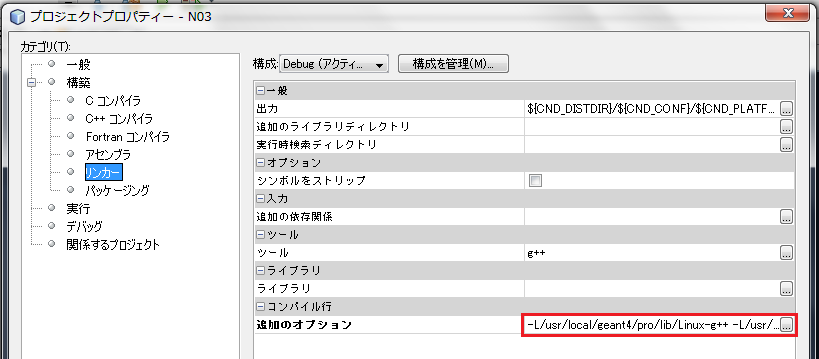 プロジェクトプロパティー - N03
カテゴリ(T):
一般
構築
C コンパイラ
C++ コンパイラ
Fortran コンパイラ
アセンブラ
リンカー
パッケージング
実行
デバッグ
関係するプロジェクト
構成: Debug (アクティ... 構成を管理(M)...
一般
出力 ${CND_DISTDIR}/${CND_CONF}/${CND_PLATF... ...
追加のライブラリディレクトリ ...
実行時検索ディレクトリ ...
オプション
シンボルをストリップ
入力
追加の依存関係 ...
ツール
ツール g++ ...
ライブラリ
ライブラリ ...
コンパイル行
追加のオプション -L/usr/local/geant4/pro/lib/Linux-g++ -L/usr/... ...